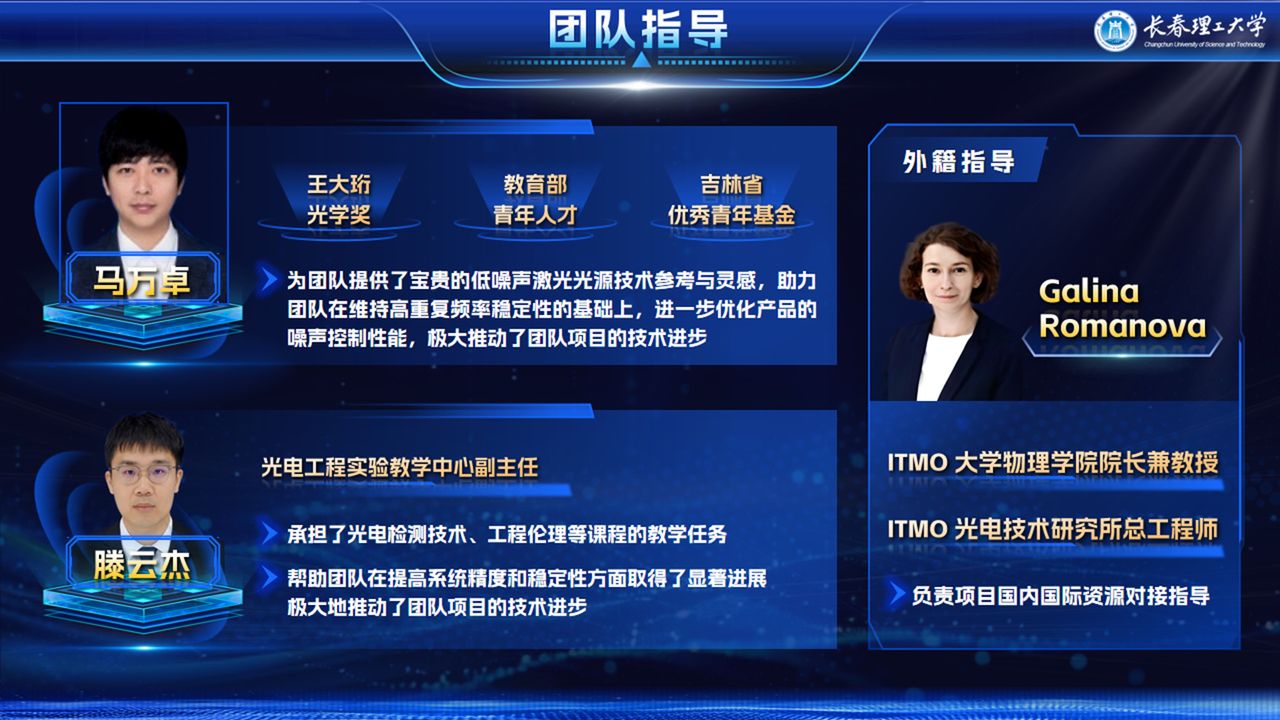 团队指导
长春理工大学
Changchun University of Science and Technology
马万卓
王大珩
光学奖
教育部
青年人才
吉林省
优秀青年基金
为团队提供了宝贵的低噪声激光光源技术参考与灵感，助力
团队在维持高重复频率稳定性的基础上，进一步优化产品的
噪声控制性能，极大推动了团队项目的技术进步
滕云杰
光电工程实验教学中心副主任
承担了光电检测技术、工程伦理等课程的教学任务
帮助团队在提高系统精度和稳定性方面取得了显著进展
极大地推动了团队项目的技术进步
外籍指导
Galina
Romanova
ITMO 大学物理学院院长兼教授
ITMO 光电技术研究所总工程师
负责项目国内国际资源对接指导